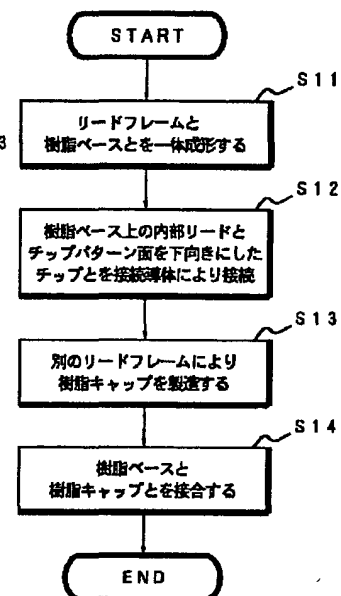 START
S11
リードフレームと
樹脂ベースとを一体成形する
3
S12
樹脂ベース上の内部リードと
チップパターン面を下向きにした
チップとを接続導体により接続
S13
別のリードフレームにより
樹脂キャップを製造する
S14
樹脂ベースと
樹脂キャップとを接合する
END